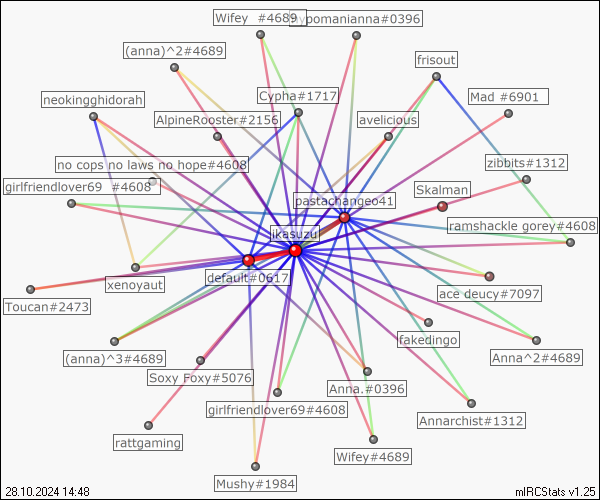 Wifey  #4689
hypomanianna#0396
(anna)^2#4689
frisout
neokingghidorah
Cypha#1717
Mad #6901
AlpineRooster#2156
avelicious
no cops no laws no hope#4608
zibbits#1312
girlfriendlover69  #4608
Skalman
pastachangeo41
ramshackle gorey#4608
ikasuzu
default#0617
xenoyaut
ace deucy#7097
Toucan#2473
fakedingo
(anna)^3#4689
Anna^2#4689
Soxy Foxy#5076
Anna.#0396
girlfriendlover69#4608
Annarchist#1312
rattgaming
Wifey#4689
Mushy#1984
28.10.2024 14:48
mIRCStats v1.25